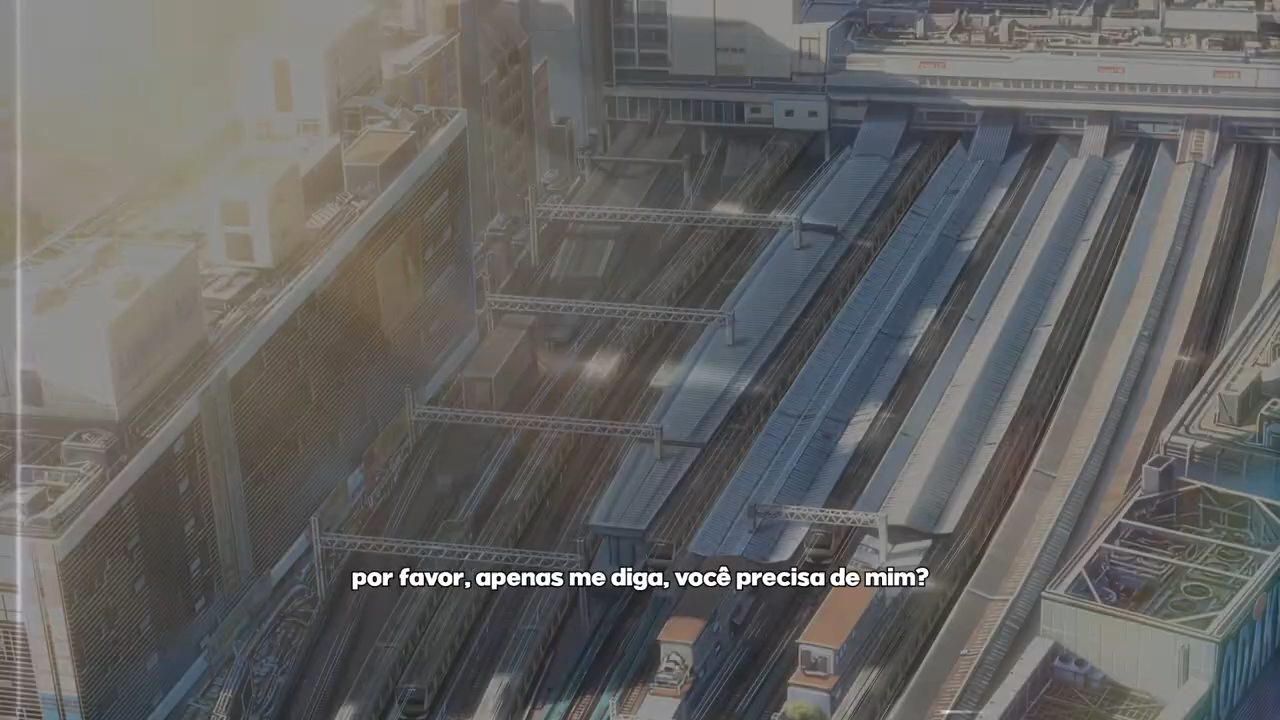 por favor, apenas me diga, você precisa de mim?